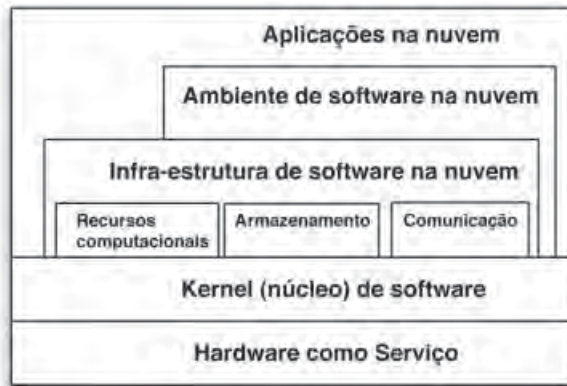 Aplicações na nuvem
Ambiente de software na nuvem
Infra-estrutura de software na nuvem
Recursos
computacionais
Armazenamento
Comunicação
Kernel (núcleo) de software
Hardware como Serviço